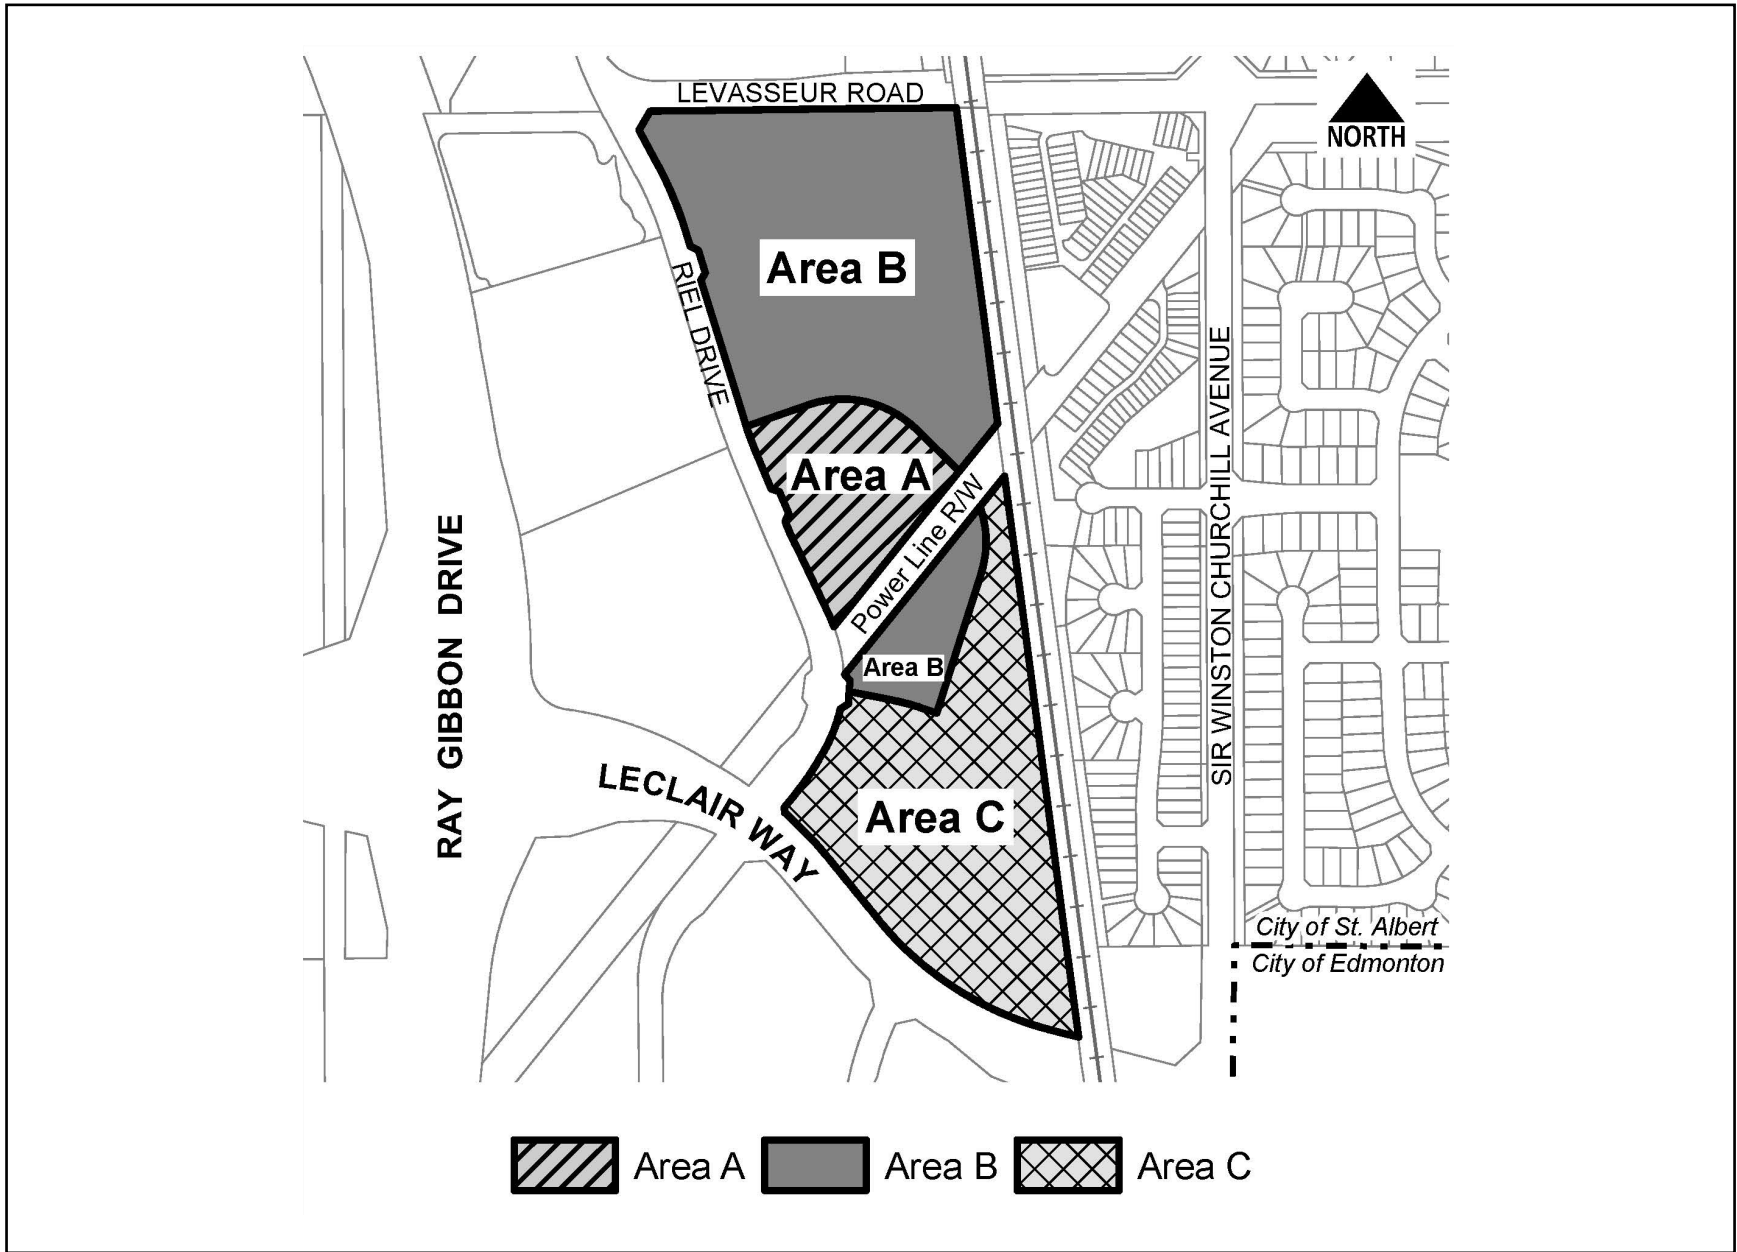 LEVASSEUR ROAD
NORTH
Area B
RIEL DRIVE
Area A
Power Line R/W
SIR WINSTON CHURCHILL AVENUE
RAY GIBBON DRIVE
Area B
LECLAIR WAY
Area C
City of St. Albert
City of Edmonton
Area A
Area B
Area C